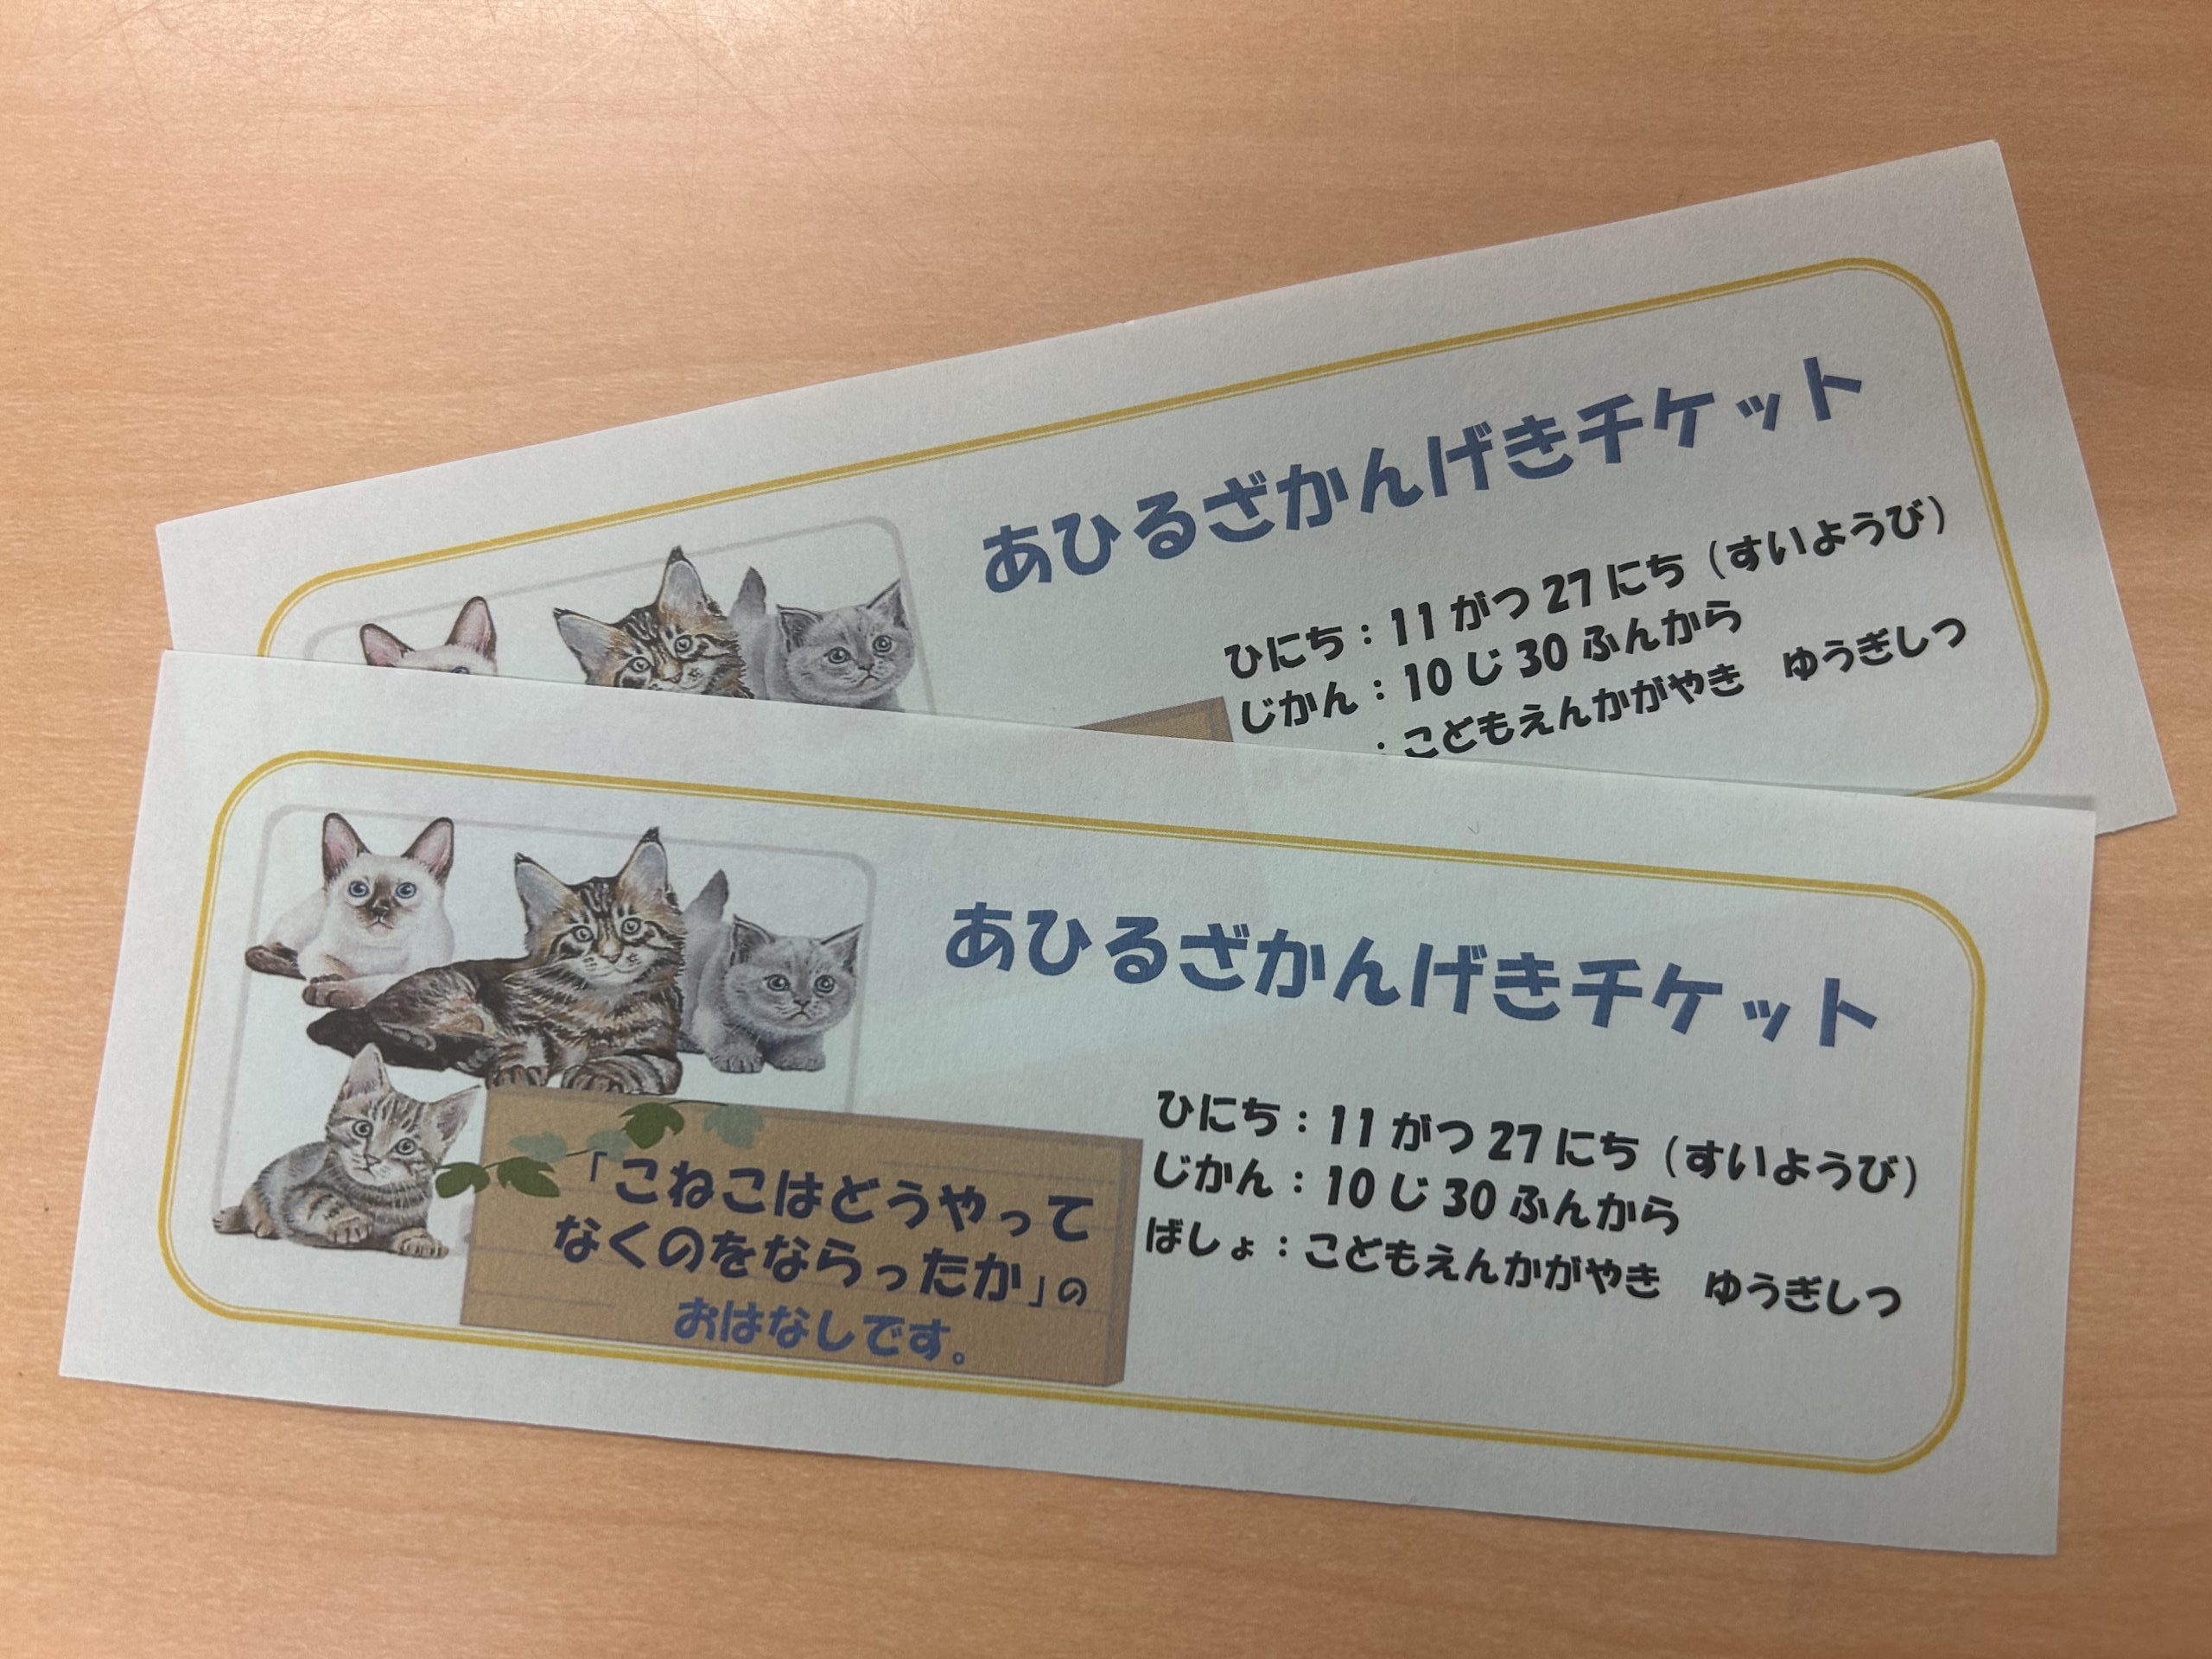 あひるざかんげきチケット
ひにち：11がつ27にち（すいようび）
じかん：10じ30ふんから
：こどもえんかがやき　ゆうぎしつ
あひるざかんげきチケット
ひにち：11がつ27にち（すいようび）
じかん：10じ30ふんから
ばしょ：こどもえんかがやき　ゆうぎしつ
「こねこはどうやって
なくのをならったか」の
おはなしです。